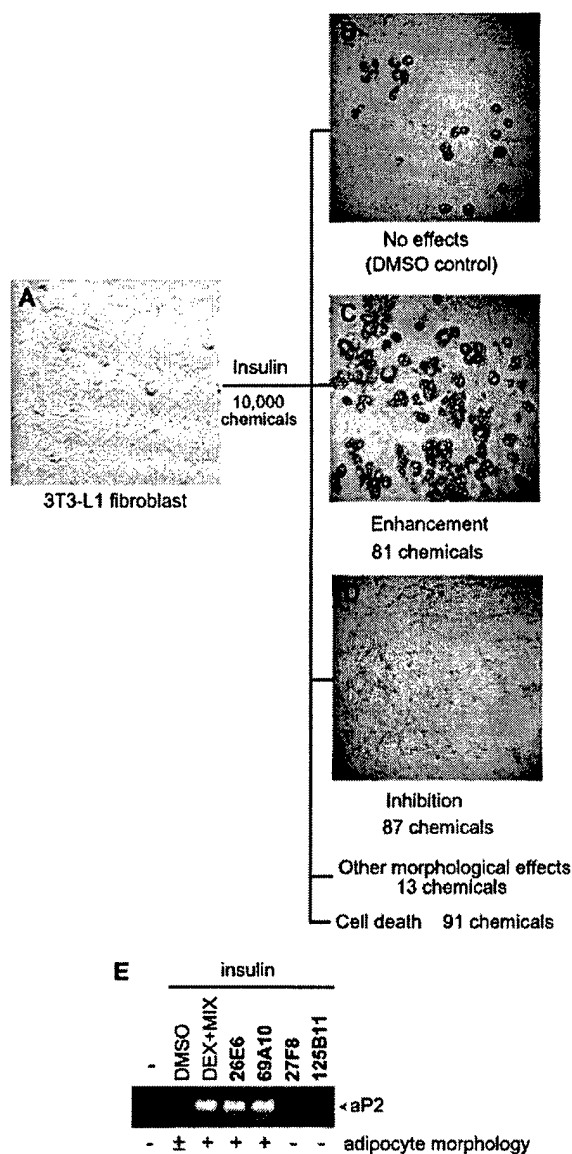 B
No effects
(DMSO control)
A
3T3-L1 fibroblast
Insulin
10,000
chemicals
C
Enhancement
81 chemicals
D
Inhibition
87 chemicals
Other morphological effects
13 chemicals
Cell death 91 chemicals
E
insulin
- DMSO DEX+MIX 26E6 69A10 27F8 125B11
aP2
- ± + + + - - adipocyte morphology